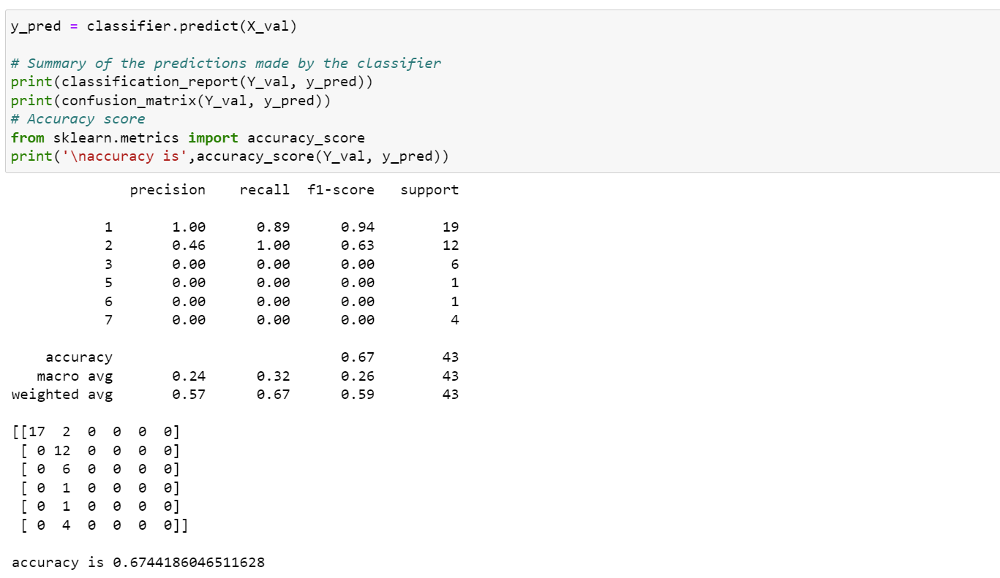 y_pred = classifier.predict(X_val)
# Summary of the predictions made by the classifier
print(classification_report(Y_val, y_pred))
print(confusion_matrix(Y_val, y_pred))
# Accuracy score
from sklearn.metrics import accuracy_score
print('\naccuracy is',accuracy_score(Y_val, y_pred))
precision recall f1-score support
1 1.00 0.89 0.94 19
2 0.46 1.00 0.63 12
3 0.00 0.00 0.00 6
5 0.00 0.00 0.00 1
6 0.00 0.00 0.00 1
7 0.00 0.00 0.00 4
accuracy 0.67 43
macro avg 0.24 0.32 0.26 43
weighted avg 0.57 0.67 0.59 43
[[17 2 0 0 0 0]
[ 0 12 0 0 0 0]
[ 0 6 0 0 0 0]
[ 0 1 0 0 0 0]
[ 0 1 0 0 0 0]
[ 0 4 0 0 0 0]]
accuracy is 0.6744186046511628